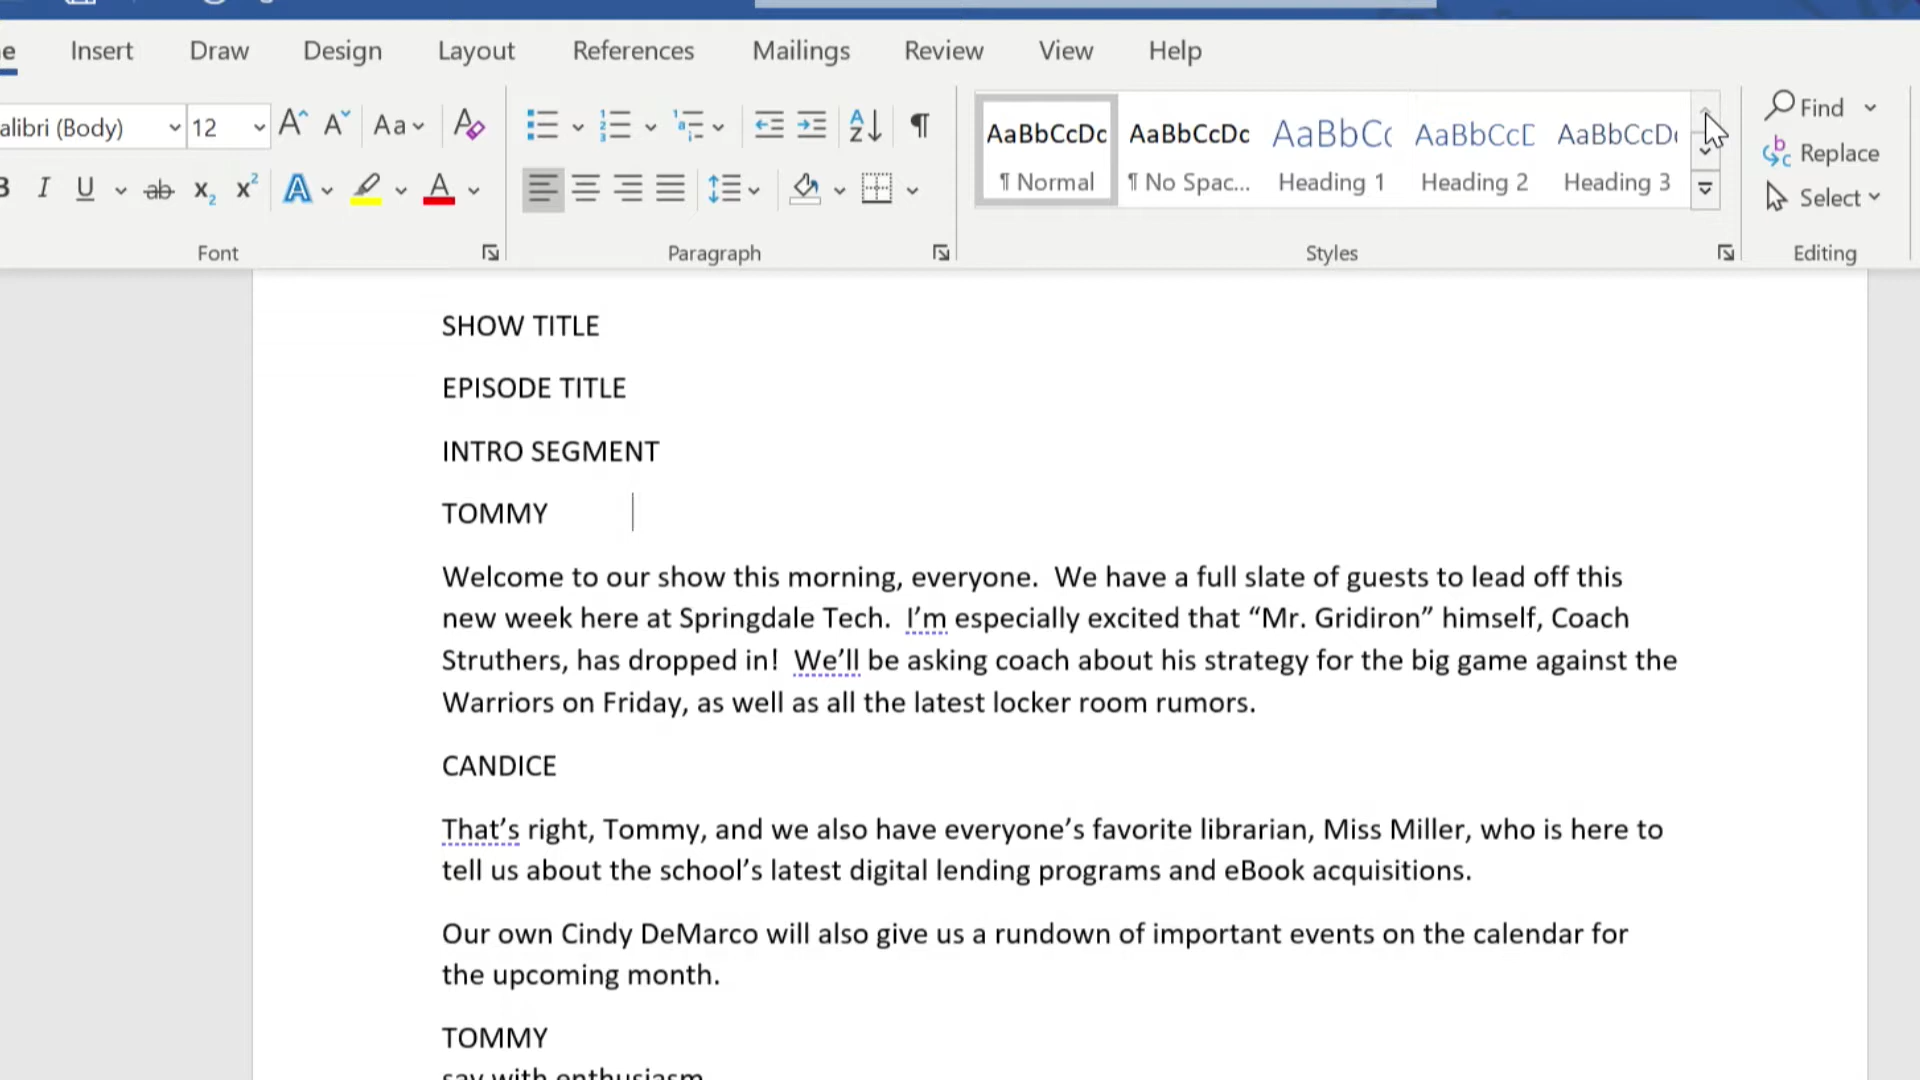 e Insert Draw Design Layout References Mailings Review View Help
alibri (Body) 12 Aa
AaBbCcDc AaBbCcDc AaBbC AaBbCcD AaBbCcD
Find
Replace
Select
¶ Normal ¶ No Spac... Heading 1 Heading 2 Heading 3
Font Paragraph Styles Editing
SHOW TITLE
EPISODE TITLE
INTRO SEGMENT
TOMMY
Welcome to our show this morning, everyone.  We have a full slate of guests to lead off this
new week here at Springdale Tech.  I’m especially excited that “Mr. Gridiron” himself, Coach
Struthers, has dropped in!  We’ll be asking coach about his strategy for the big game against the
Warriors on Friday, as well as all the latest locker room rumors.
CANDICE
That’s right, Tommy, and we also have everyone’s favorite librarian, Miss Miller, who is here to
tell us about the school’s latest digital lending programs and eBook acquisitions.
Our own Cindy DeMarco will also give us a rundown of important events on the calendar for
the upcoming month.
TOMMY
say with enthusiasm